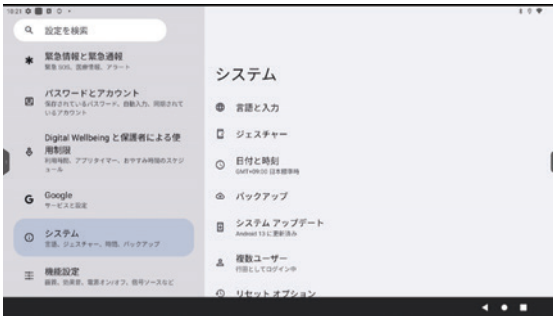 18:21
設定を検索
緊急情報と緊急通報
緊急 SOS、医療情報、アラート
パスワードとアカウント
保存されているパスワード、自動入力、同期されて
いるアカウント
Digital Wellbeing と保護者による使
用制限
利用時間、アプリタイマー、おやすみ時間のスケジ
ュール
Google
サービスと設定
システム
言語、ジェスチャー、時間、バックアップ
機能設定
システム
言語と入力
ジェスチャー
日付と時刻
GMT+09:00 日本標準時
バックアップ
システム アップデート
Android 13 に更新済み
複数ユーザー
としてログイン中
リセット オプション